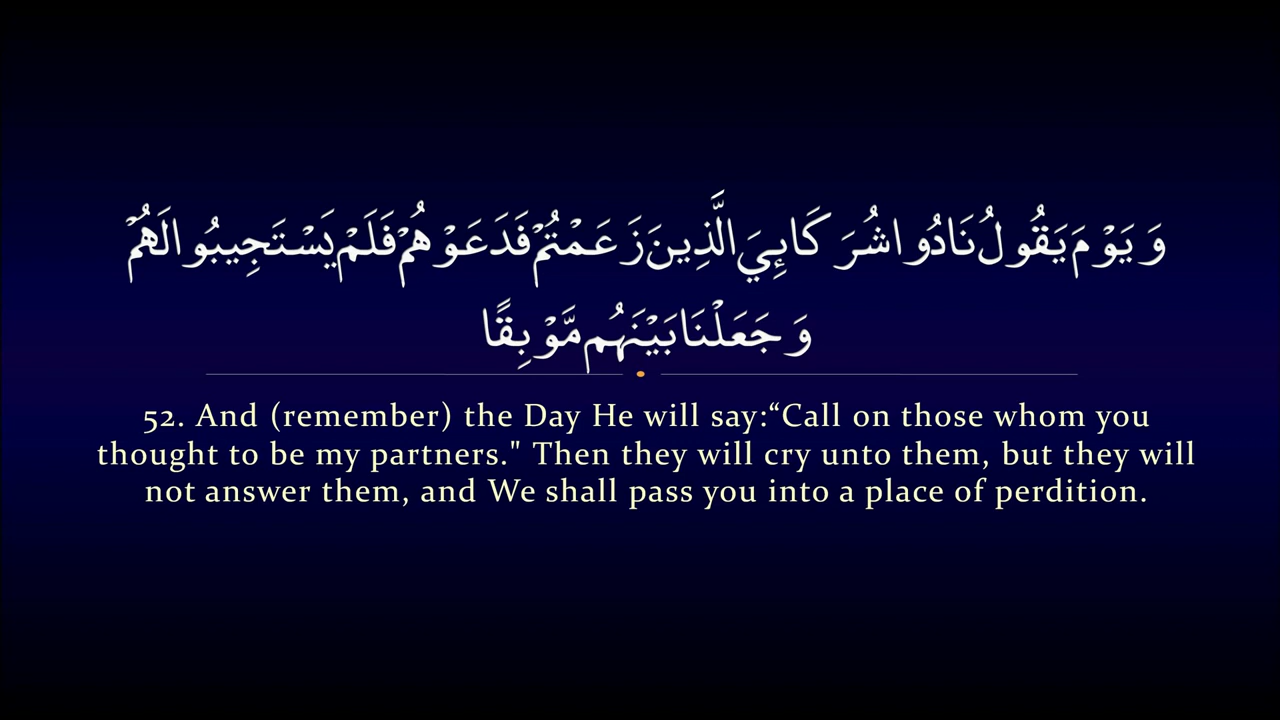 وَيَوْمَ يَقُولُ نَادُوا شُرَكَائِيَ الَّذِينَ زَعَمْتُمْ فَدَعَوْهُمْ فَلَمْ يَسْتَجِيبُوا لَهُمْ
وَجَعَلْنَا بَيْنَهُم مَّوْبِقًا
52. And (remember) the Day He will say:“Call on those whom you
thought to be my partners." Then they will cry unto them, but they will
not answer them, and We shall pass you into a place of perdition.